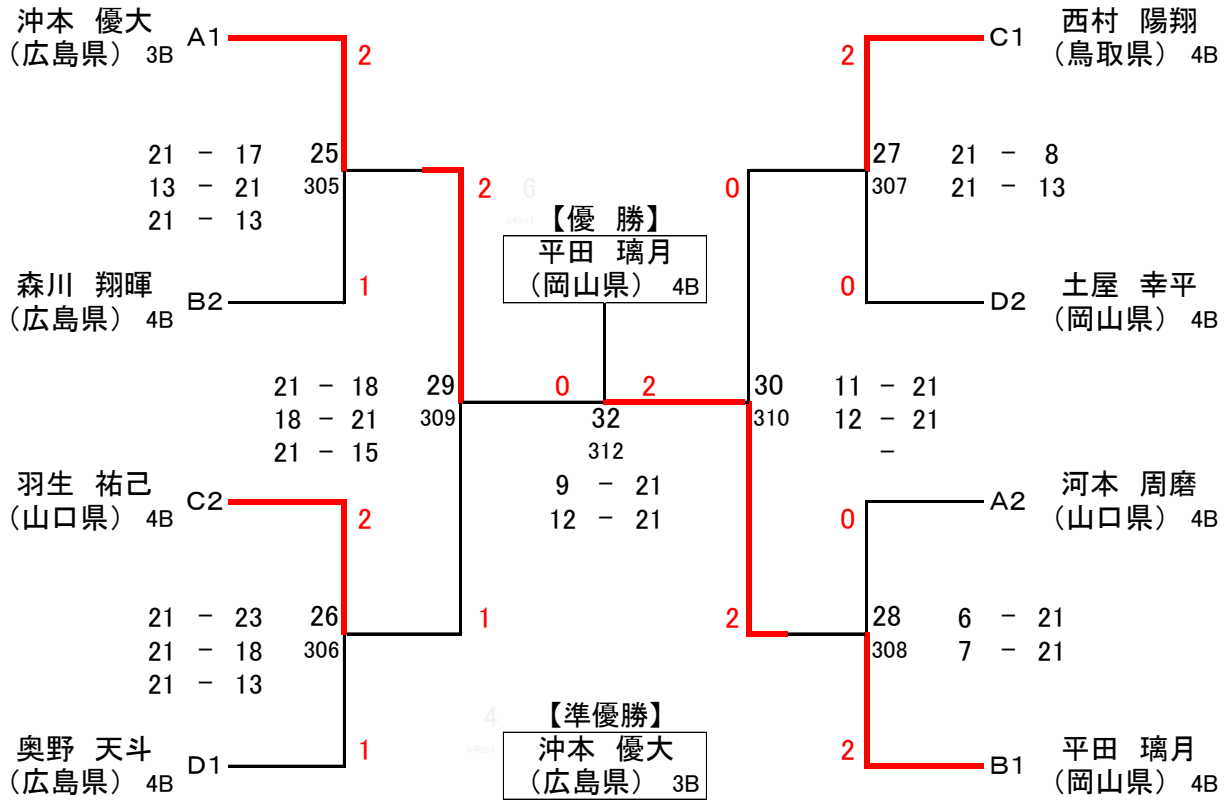 沖本 優大 A1
(広島県) 3B
2
21 - 17 25
13 - 21 305
21 - 13
森川 翔暉 B2
(広島県) 4B
1
2
21 - 18 29
18 - 21 309
21 - 15
羽生 祐己 C2
(山口県) 4B
2
21 - 23 26
21 - 18 306
21 - 13
奥野 天斗 D1
(広島県) 4B
1
1
6
【優 勝】
平田 璃月
(岡山県) 4B
0 2
32
312
9 - 21
12 - 21
4
【準優勝】
沖本 優大
(広島県) 3B
C1 西村 陽翔
(鳥取県) 4B
2
27 21 - 8
307 21 - 13
0
0
D2 土屋 幸平
(岡山県) 4B
30 11 - 21
310 12 - 21
-
A2 河本 周磨
(山口県) 4B
0
2
28 6 - 21
308 7 - 21
2
B1 平田 璃月
(岡山県) 4B